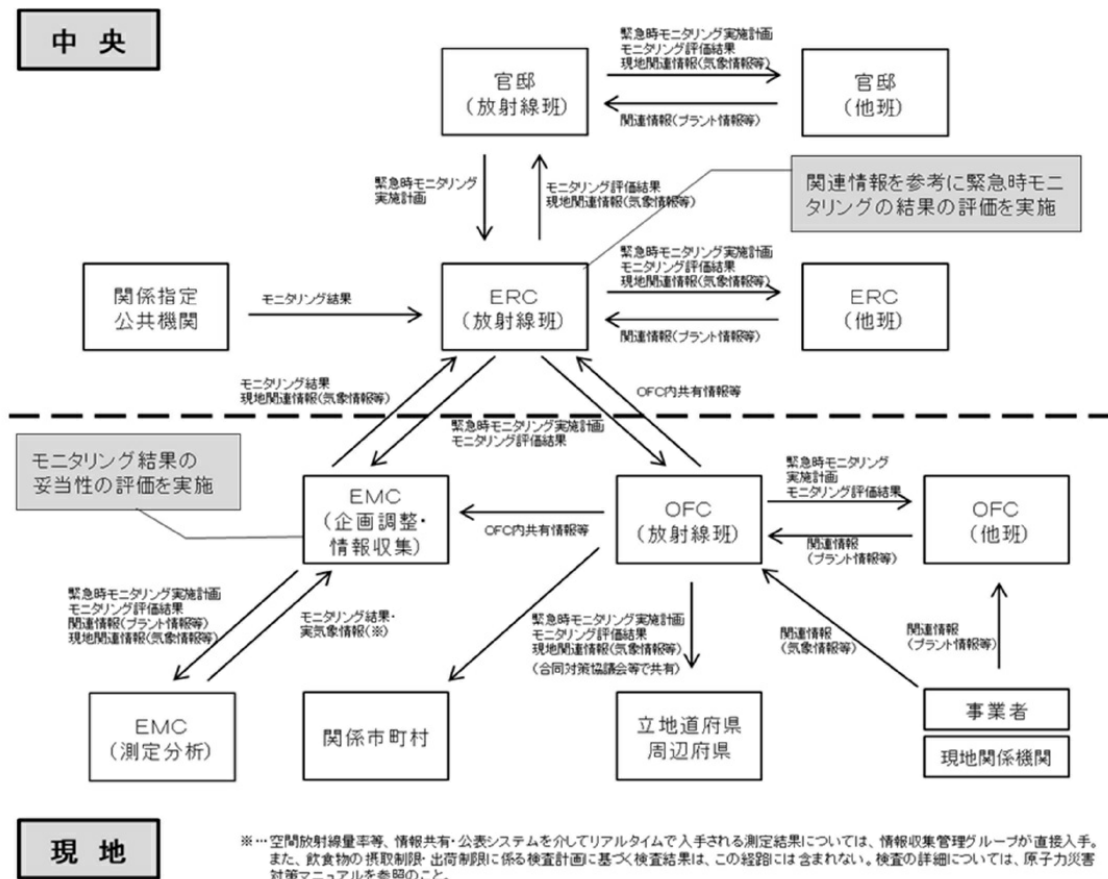 中 央
緊急時モニタリング実施計画
モニタリング評価結果
現地関連情報(気象情報等)
官邸
(放射線班)
官邸
(他班)
関連情報(プラント情報等)
緊急時モニタリング
実施計画
モニタリング評価結果
現地関連情報(気象情報等)
関連情報を参考に緊急時モニ
タリングの結果の評価を実施
緊急時モニタリング実施計画
モニタリング評価結果
現地関連情報(気象情報等)
関係指定
公共機関
モニタリング結果
ERC
(放射線班)
ERC
(他班)
関連情報(プラント情報等)
モニタリング結果
現地関連情報(気象情報等)
OFC内共有情報等
緊急時モニタリング実施計画
モニタリング評価結果
モニタリング結果の
妥当性の評価を実施
EMC
(企画調整・
情報収集)
OFC内共有情報等
OFC
(放射線班)
緊急時モニタリング
実施計画
モニタリング評価結果
関連情報
(プラント情報等)
OFC
(他班)
緊急時モニタリング実施計画
モニタリング評価結果
関連情報(プラント情報等)
現地関連情報(気象情報等)
モニタリング結果・
実気象情報(※)
緊急時モニタリング実施計画
モニタリング評価結果
現地関連情報(気象情報等)
(合同対策協議会等で共有)
関連情報
(気象情報等)
関連情報
(プラント情報等)
EMC
(測定分析)
関係市町村
立地道府県
周辺府県
事業者
現地関係機関
現 地
※…空間放射線量率等、情報共有・公表システムを介してリアルタイムで入手される測定結果については、情報収集管理グループが直接入手。
また、飲食物の摂取制限・出荷制限に係る検査計画に基づく検査結果は、この経路には含まれない。検査の詳細については、原子力災害
対策マニュアルを参照のこと。